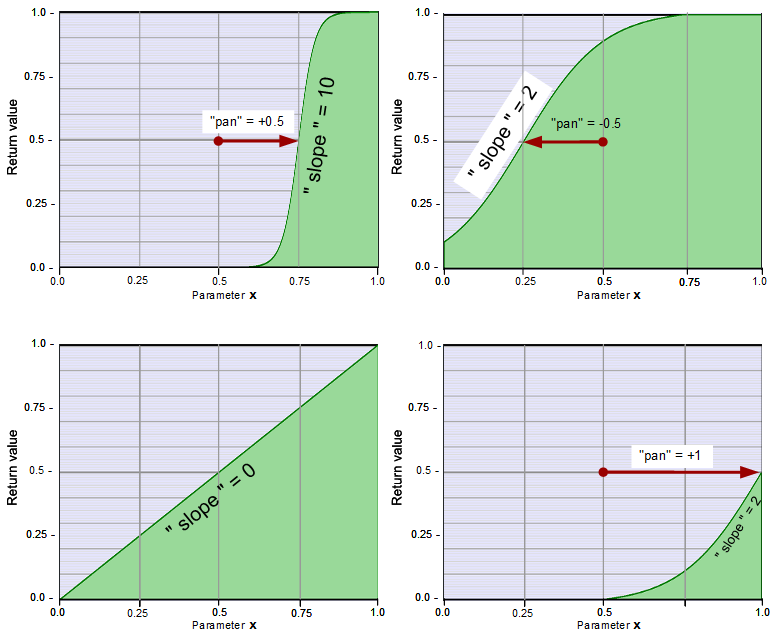 1.0 -
0.75 -
0.5 -
0.25 -
0.0 -
Return value
"pan" = +0.5
" slope " = 10
0.0
0.25
0.5
0.75
1.0
Parameter x
1.0 -
0.75 -
0.5 -
0.25 -
0.0 -
Return value
" slope " = 2
"pan" = -0.5
0.0
0.25
0.5
0.75
1.0
Parameter x
1.0 -
0.75 -
0.5 -
0.25 -
0.0 -
Return value
" slope " = 0
0.0
0.25
0.5
0.75
1.0
Parameter x
1.0 -
0.75 -
0.5 -
0.25 -
0.0 -
Return value
"pan" = +1
" slope " = 2
0.0
0.25
0.5
0.75
1.0
Parameter x